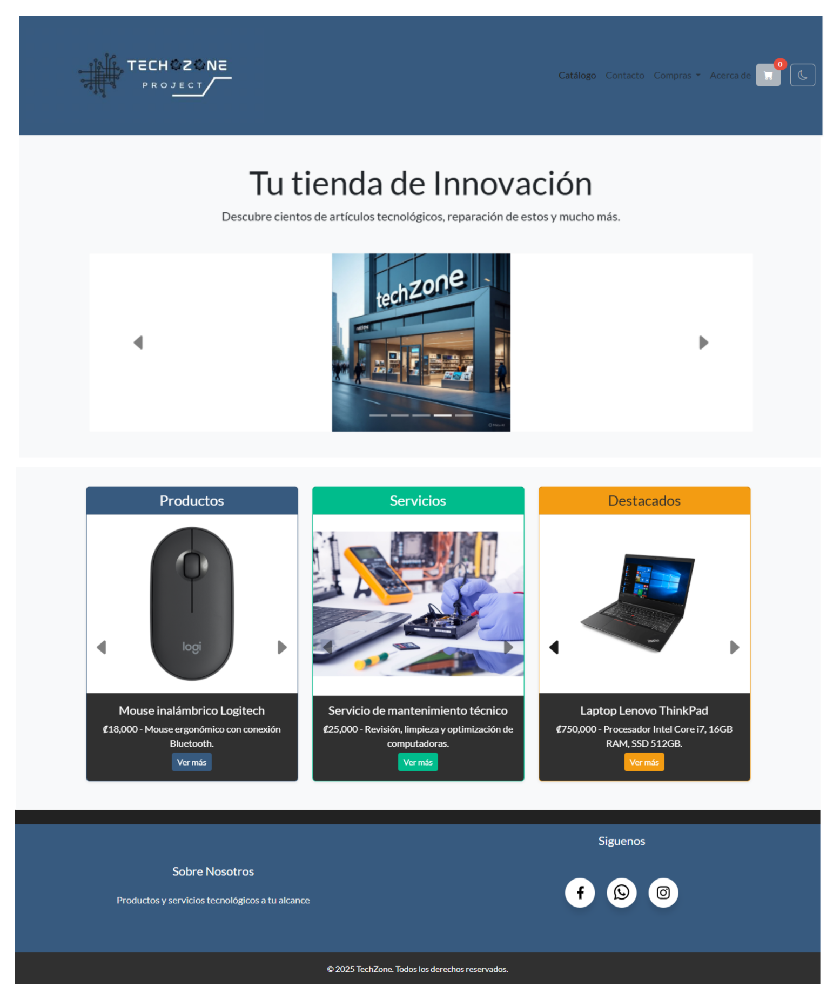 TECHZONE
PROJECT
Catálogo Contacto Compras Acerca de 0
Tu tienda de Innovación
Descubre cientos de artículos tecnológicos, reparación de estos y mucho más.
techzone
Meta AI
Productos
Servicios
Destacados
logi
Mouse inalámbrico Logitech
₡18,000 - Mouse ergonómico con conexión
Bluetooth.
Ver más
Servicio de mantenimiento técnico
₡25,000 - Revisión, limpieza y optimización de
computadoras.
Ver más
ThinkPad
Laptop Lenovo ThinkPad
₡750,000 - Procesador Intel Core i7, 16GB
RAM, SSD 512GB.
Ver más
Sobre Nosotros
Productos y servicios tecnológicos a tu alcance
Siguenos
© 2025 TechZone. Todos los derechos reservados.